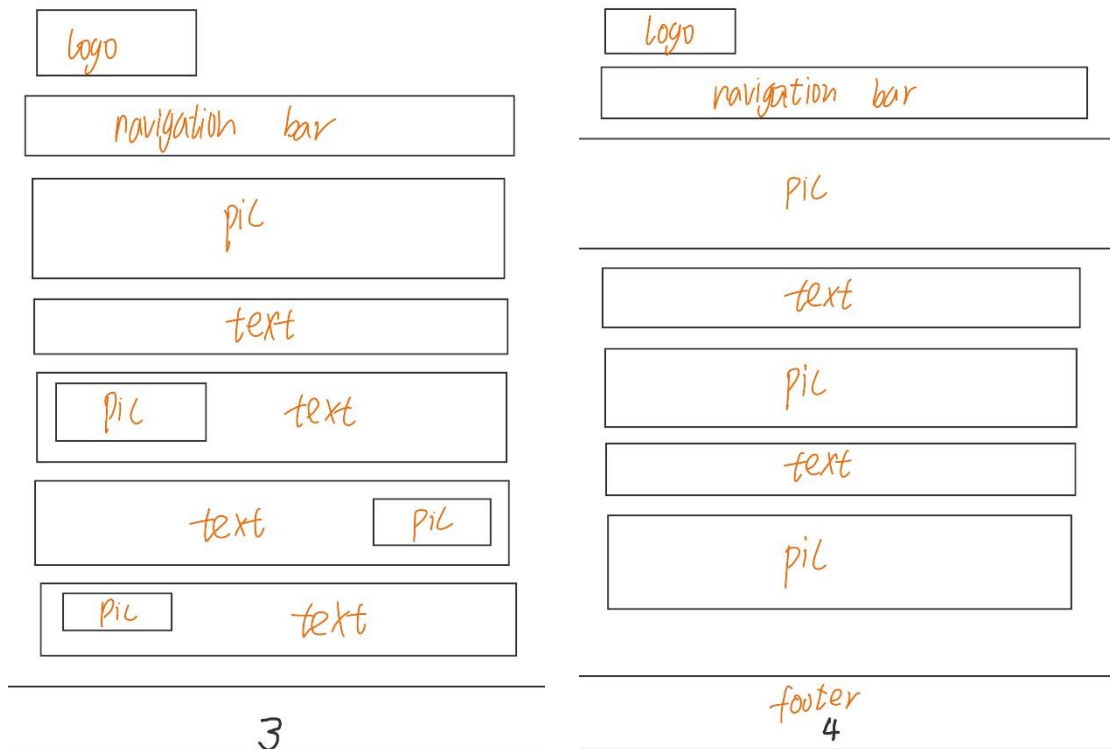 logo
navigation bar
pic
text
pic text
text pic
pic text
3
logo
navigation bar
pic
text
pic
text
pic
footer
4